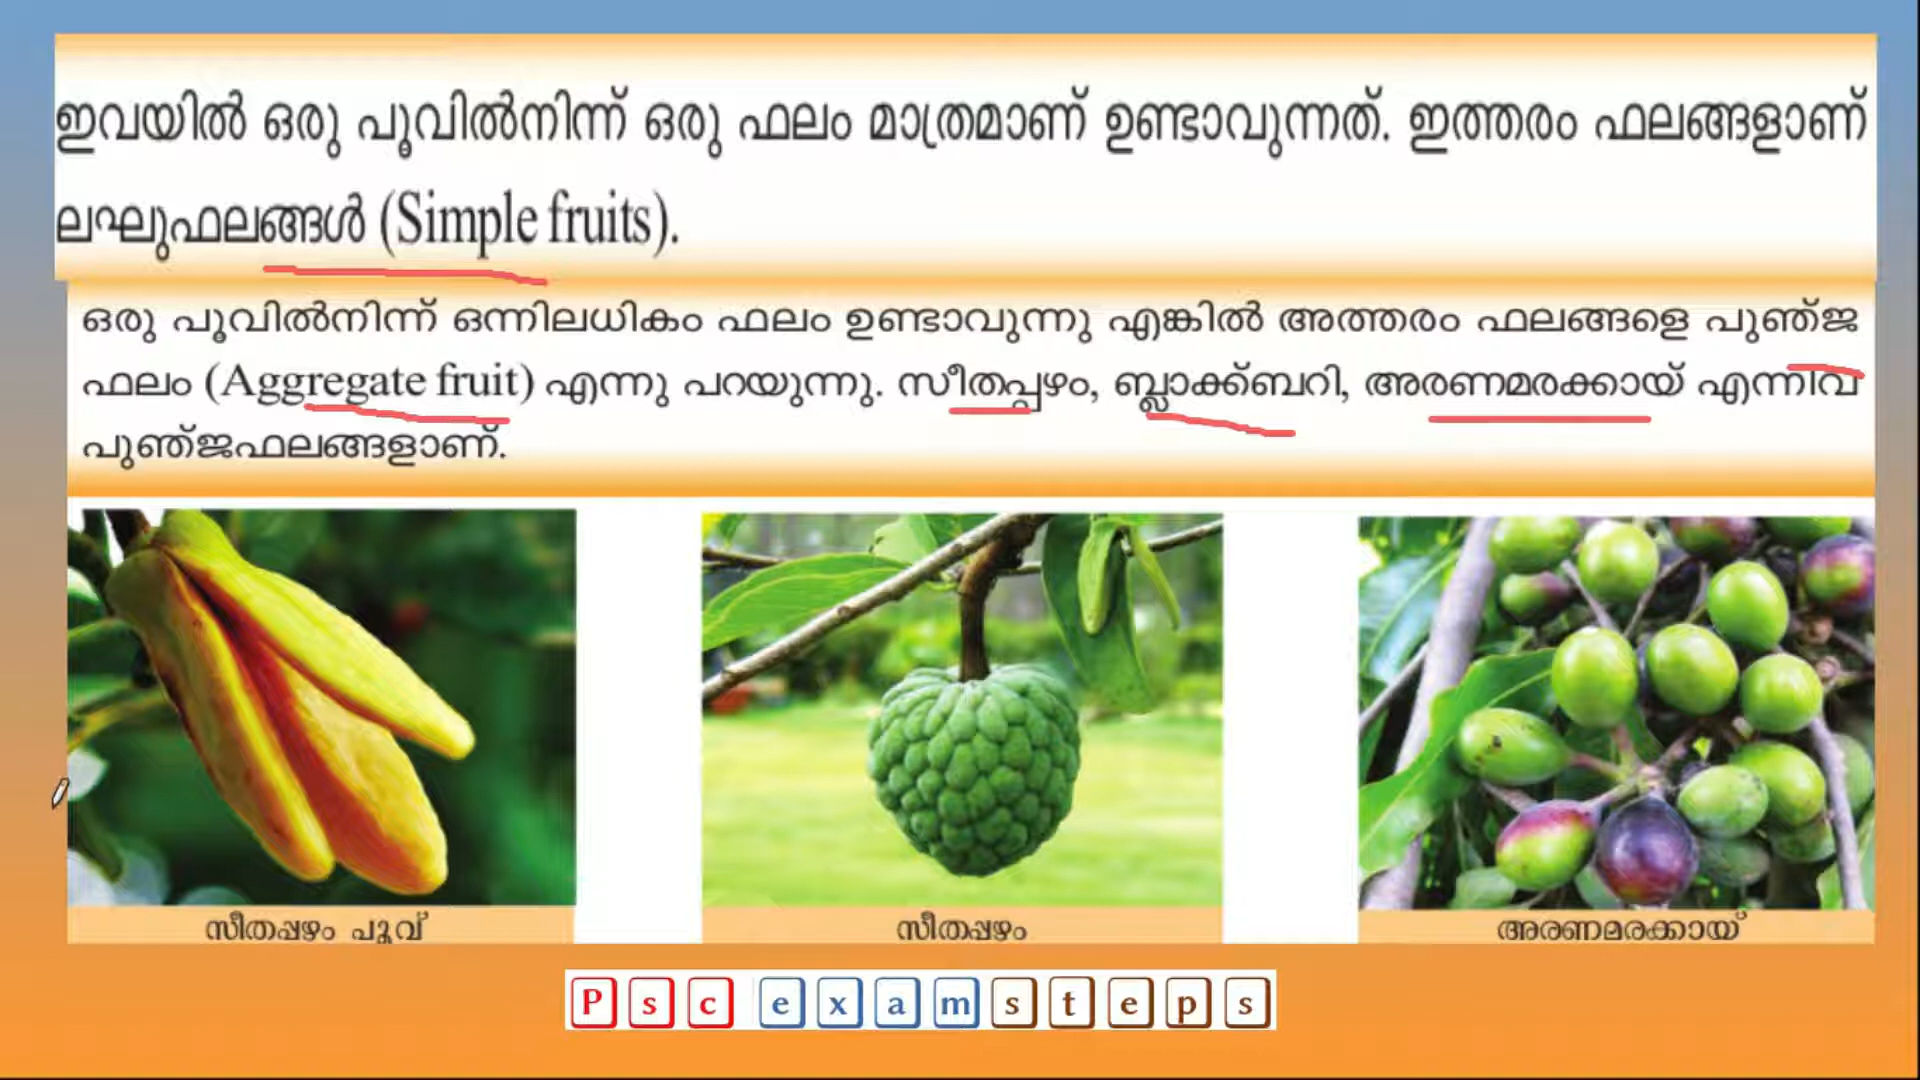 ഇവയിൽ ഒരു പൂവിൽനിന്ന് ഒരു ഫലം മാത്രമാണ് ഉണ്ടാവുന്നത്. ഇത്തരം ഫലങ്ങളാണ്
ലഘുഫലങ്ങൾ (Simple fruits).
ഒരു പൂവിൽനിന്ന് ഒന്നിലധികം ഫലം ഉണ്ടാവുന്നു എങ്കിൽ അത്തരം ഫലങ്ങളെ പുഞ്ജ
ഫലം (Aggregate fruit) എന്നു പറയുന്നു. സീതപ്പഴം, ബ്ലാക്ക്ബറി, അരണമരക്കായ് എന്നിവ
പുഞ്ജഫലങ്ങളാണ്.
സീതപ്പഴം പൂവ്
സീതപ്പഴം
അരണമരക്കായ്
Psc examsteps